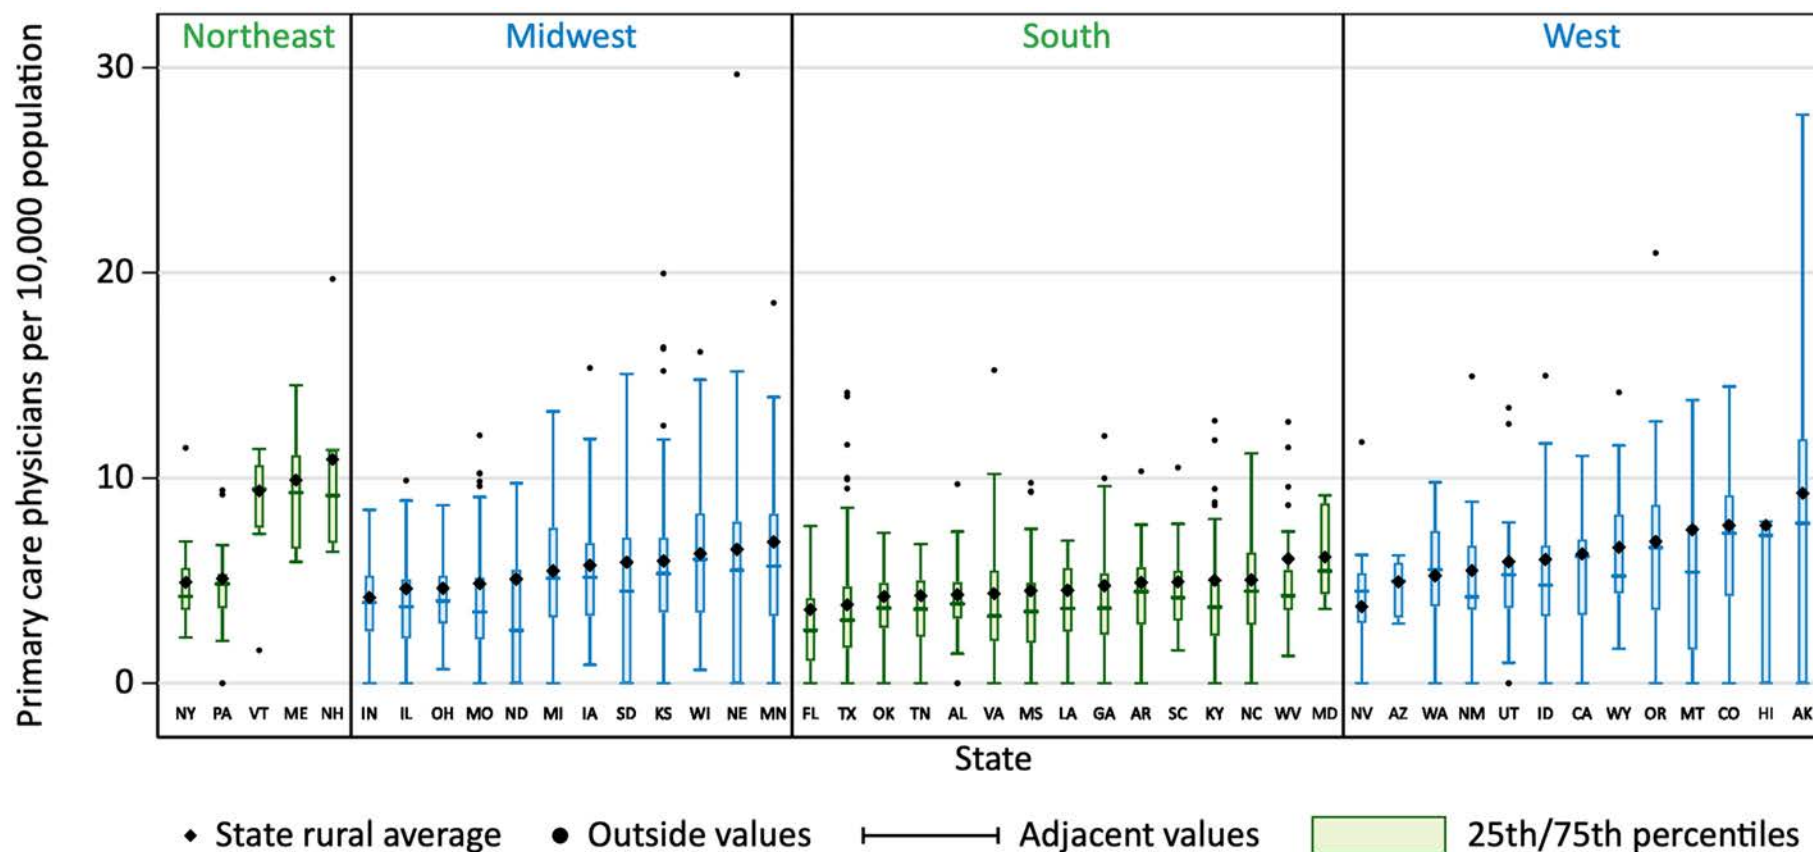 Primary care physicians per 10,000 population
Northeast Midwest South West
30
20
10
0
NY PA VT ME NH IN IL OH MO ND MI IA SD KS WI NE MN FL TX OK TN AL VA MS LA GA AR SC KY NC WV MD NV AZ WA NM UT ID CA WY OR MT CO HI AK
State
State rural average Outside values Adjacent values 25th/75th percentiles